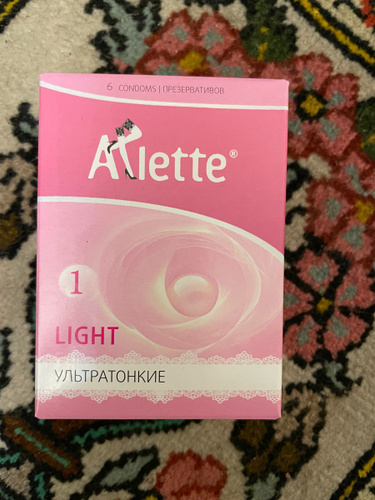 6 CONDOMS | ПРЕЗЕРВАТИВОВ
Arlette®
1
LIGHT
УЛЬТРАТОНКИЕ